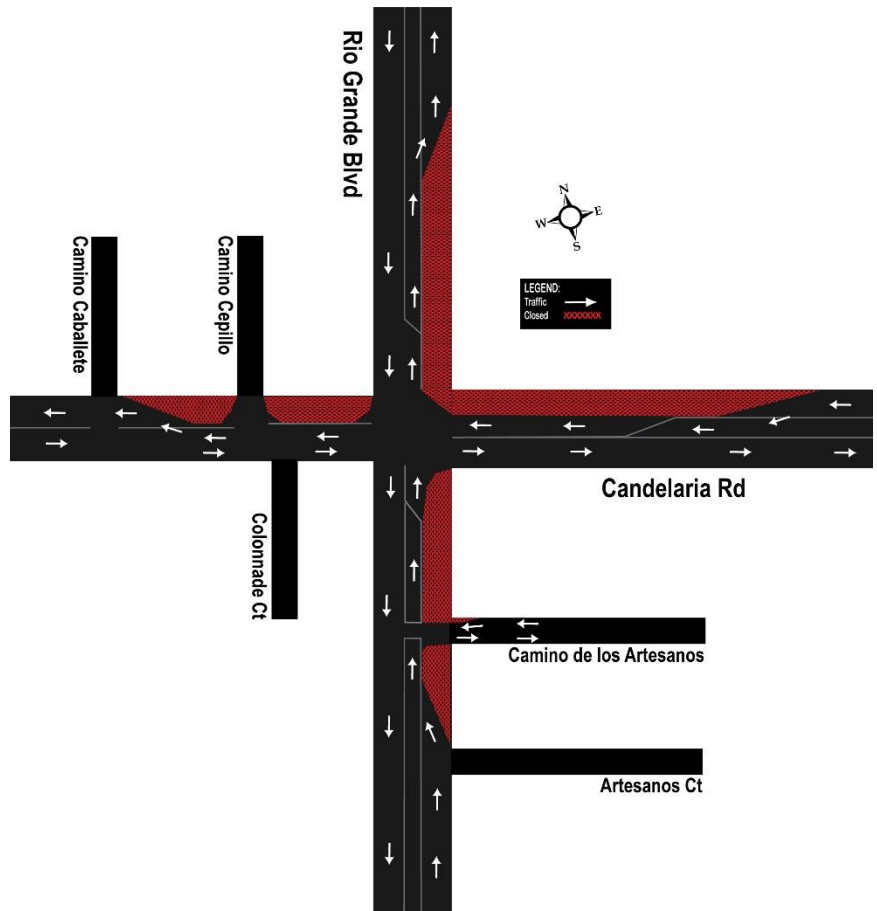 Rio Grande Blvd
N
W E
S
Camino Caballete
Camino Cepillo
LEGEND:
Traffic
Closed XXXXXXX
Candelaria Rd
Colonnade Ct
Camino de los Artesanos
Artesanos Ct